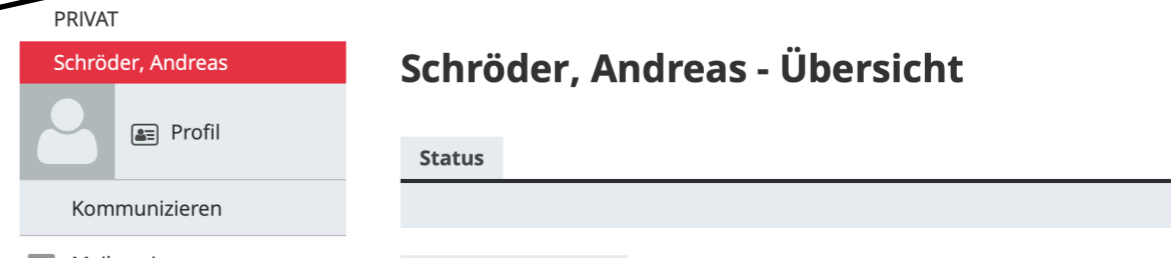 PRIVAT
Schröder, Andreas
Profil
Kommunizieren
Schröder, Andreas - Übersicht
Status